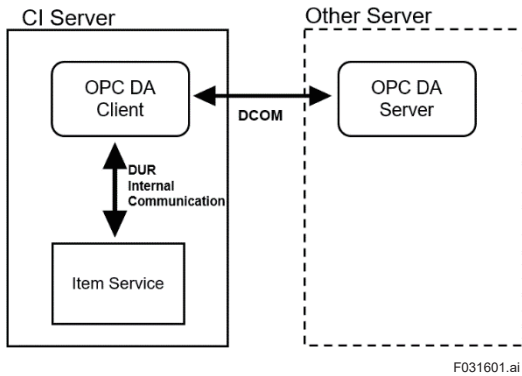 CI Server
Other Server
OPC DA
Client
OPC DA
Server
DCOM
DUR
Internal
Communication
Item Service
F031601.ai